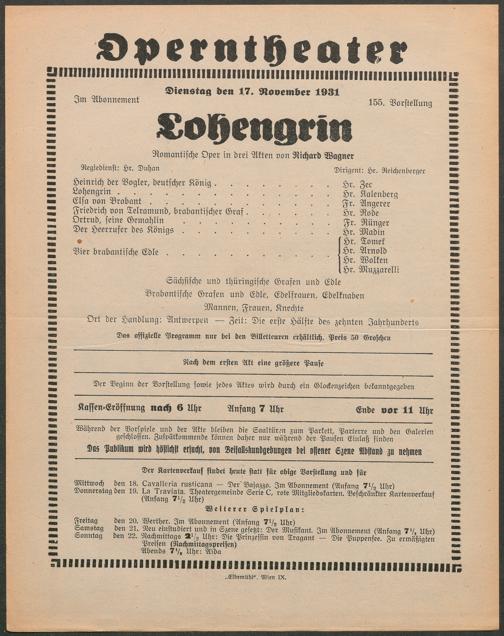 Operntheater
Dienstag den 17. November 1931
Im Abonnement 155. Vorstellung
Lohengrin
Romantische Oper in drei Akten von Richard Wagner
Regiedienst: Hr. Duhan Dirigent: Hr. Reichenberger
Heinrich der Vogler, deutscher König . . . . . . . . Hr. Zec
Lohengrin . . . . . . . . Hr. Kalenberg
Elsa von Brabant . . . . . . . . Fr. Angerer
Friedrich von Telramund, brabantischer Graf . . . . . . . . Hr. Rode
Ortrud, seine Gemahlin . . . . . . . . Fr. Rünger
Der Heerrufer des Königs . . . . . . . . Hr. Madin
Hr. Tomek
Vier brabantische Edle . . . . . . . . Hr. Arnold
Hr. Wolken
Hr. Muzzarelli
Sächsische und thüringische Grafen und Edle
Brabantische Grafen und Edle, Edelfrauen, Edelknaben
Mannen, Frauen, Knechte
Ort der Handlung: Antwerpen — Zeit: Die erste Hälfte des zehnten Jahrhunderts
Das offizielle Programm nur bei den Billetteuren erhältlich. Preis 50 Groschen
Nach dem ersten Akt eine größere Pause
Der Beginn der Vorstellung sowie jedes Aktes wird durch ein Glockenzeichen bekanntgegeben
Kassen-Eröffnung nach 6 Uhr Anfang 7 Uhr Ende vor 11 Uhr
Während der Vorspiele und der Akte bleiben die Saaltüren zum Parkett, Parterre und den Galerien
geschlossen. Zuspätkommende können daher nur während der Pausen Einlaß finden
Das Publikum wird höflichst ersucht, von Beifallskundgebungen bei offener Szene Abstand zu nehmen
Der Kartenverkauf findet heute statt für obige Vorstellung und für
Mittwoch den 18. Cavalleria rusticana — Der Bajazzo. Im Abonnement (Anfang 7½ Uhr)
Donnerstag den 19. La Traviata. Theatergemeinde Serie C, rote Mitgliedskarten. Beschränkter Kartenverkauf
(Anfang 7½ Uhr)
Weiterer Spielplan:
Freitag den 20. Werther. Im Abonnement (Anfang 7½ Uhr)
Samstag den 21. Neu einstudiert und in Szene gesetzt: Der Musikant. Im Abonnement (Anfang 7½ Uhr)
Sonntag den 22. Nachmittags 2½ Uhr: Die Prinzessin von Tragant — Die Puppenfee. Zu ermäßigten
Preisen (Nachmittagspreisen)
Abends 7½ Uhr: Aida
„Elbemühl“, Wien IX.